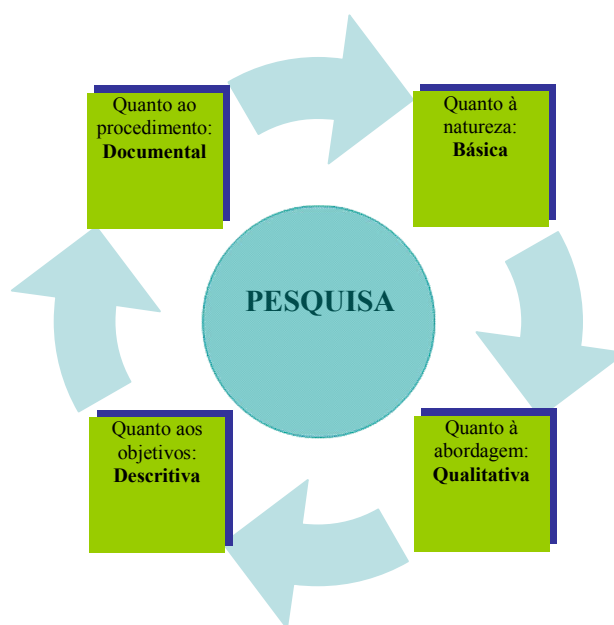 Quanto ao
procedimento:
Documental
Quanto à
natureza:
Básica
PESQUISA
Quanto aos
objetivos:
Descritiva
Quanto à
abordagem:
Qualitativa